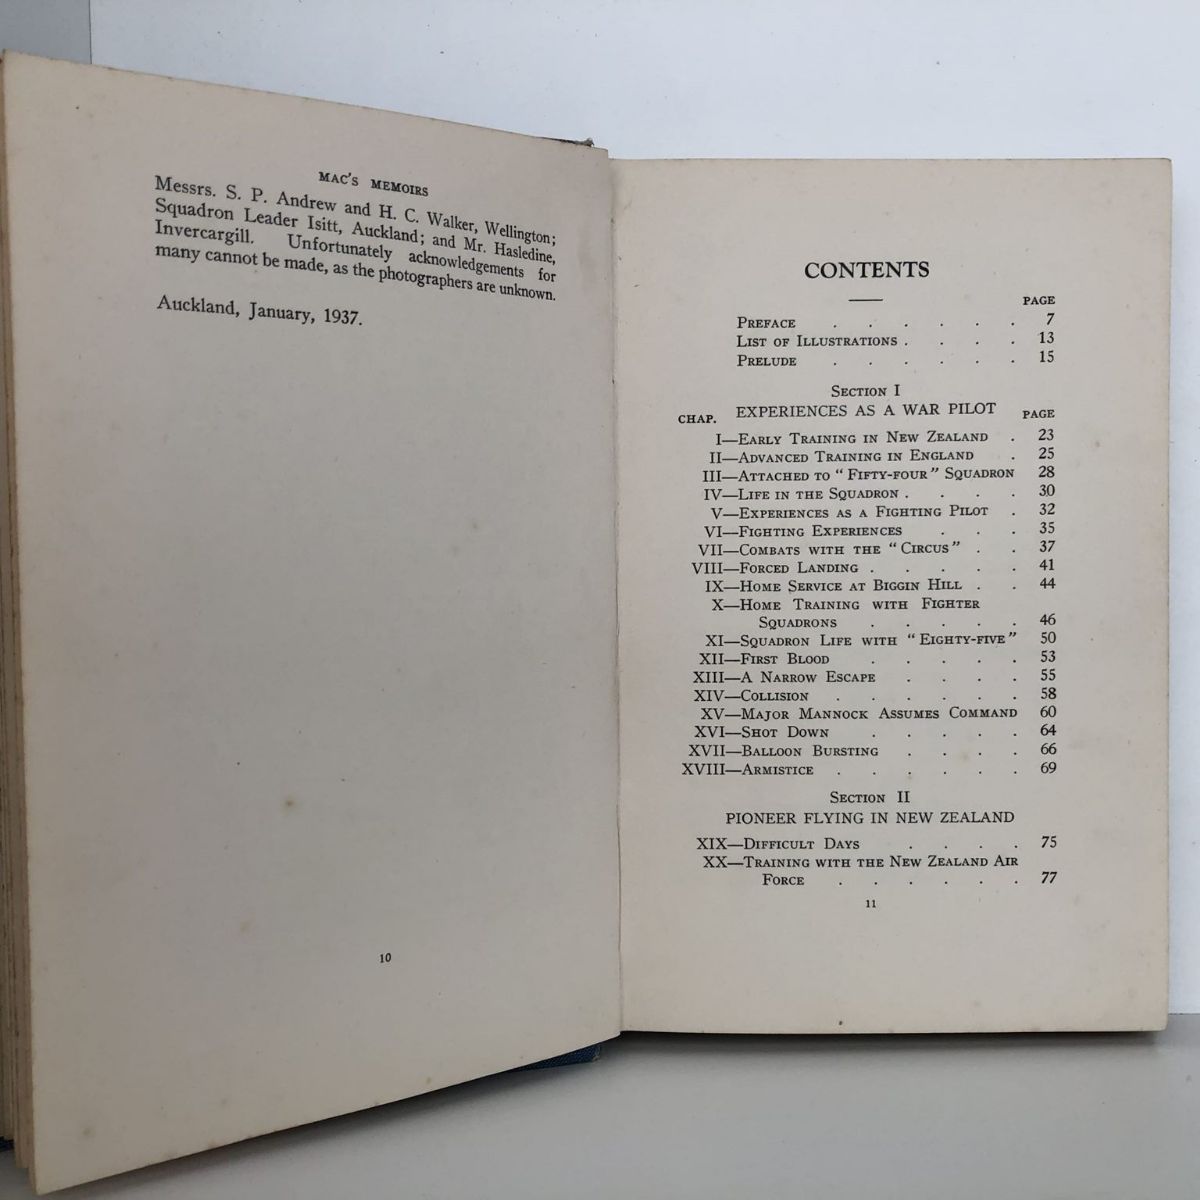 MAC'S MEMOIRS
Messrs. S. P. Andrew and H. C. Walker, Wellington;
Squadron Leader Isitt, Auckland; and Mr. Hasledine,
Invercargill. Unfortunately acknowledgements for
many cannot be made, as the photographers are unknown.
Auckland, January, 1937.
10
CONTENTS
PAGE
PREFACE . . . . . . 7
LIST OF ILLUSTRATIONS . . . . 13
PRELUDE . . . . . . 15
SECTION I
EXPERIENCES AS A WAR PILOT
CHAP. PAGE
I—EARLY TRAINING IN NEW ZEALAND . 23
II—ADVANCED TRAINING IN ENGLAND . 25
III—ATTACHED TO "FIFTY-FOUR" SQUADRON 28
IV—LIFE IN THE SQUADRON . . . . 30
V—EXPERIENCES AS A FIGHTING PILOT . 32
VI—FIGHTING EXPERIENCES . . . 35
VII—COMBATS WITH THE "CIRCUS" . . 37
VIII—FORCED LANDING . . . . . 41
IX—HOME SERVICE AT BIGGIN HILL . . 44
X—HOME TRAINING WITH FIGHTER
SQUADRONS . . . . . 46
XI—SQUADRON LIFE WITH "EIGHTY-FIVE" 50
XII—FIRST BLOOD . . . . . 53
XIII—A NARROW ESCAPE . . . . 55
XIV—COLLISION . . . . . . 58
XV—MAJOR MANNOCK ASSUMES COMMAND 60
XVI—SHOT DOWN . . . . . 64
XVII—BALLOON BURSTING . . . . 66
XVIII—ARMISTICE . . . . . . 69
SECTION II
PIONEER FLYING IN NEW ZEALAND
XIX—DIFFICULT DAYS . . . . 75
XX—TRAINING WITH THE NEW ZEALAND AIR
FORCE . . . . . . 77
11